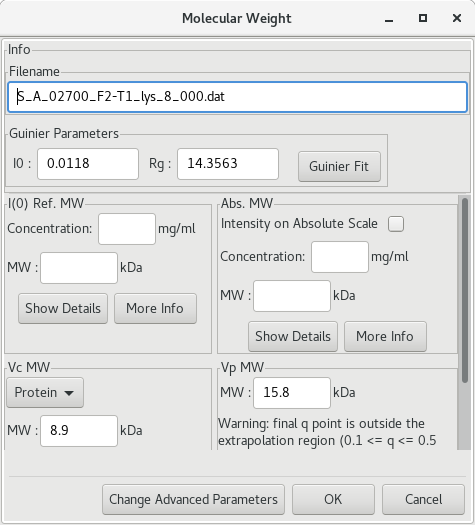 Molecular Weight
Info
Filename
S_A_02700_F2-T1_lys_8_000.dat
Guinier Parameters
I0 : 0.0118 Rg : 14.3563 Guinier Fit
I(0) Ref. MW
Concentration: mg/ml
MW : kDa
Show Details More Info
Abs. MW
Intensity on Absolute Scale
Concentration: mg/ml
MW : kDa
Show Details More Info
Vc MW
Protein
MW : 8.9 kDa
Vp MW
MW : 15.8 kDa
Warning: final q point is outside the
extrapolation region (0.1 <= q <= 0.5
Change Advanced Parameters OK Cancel